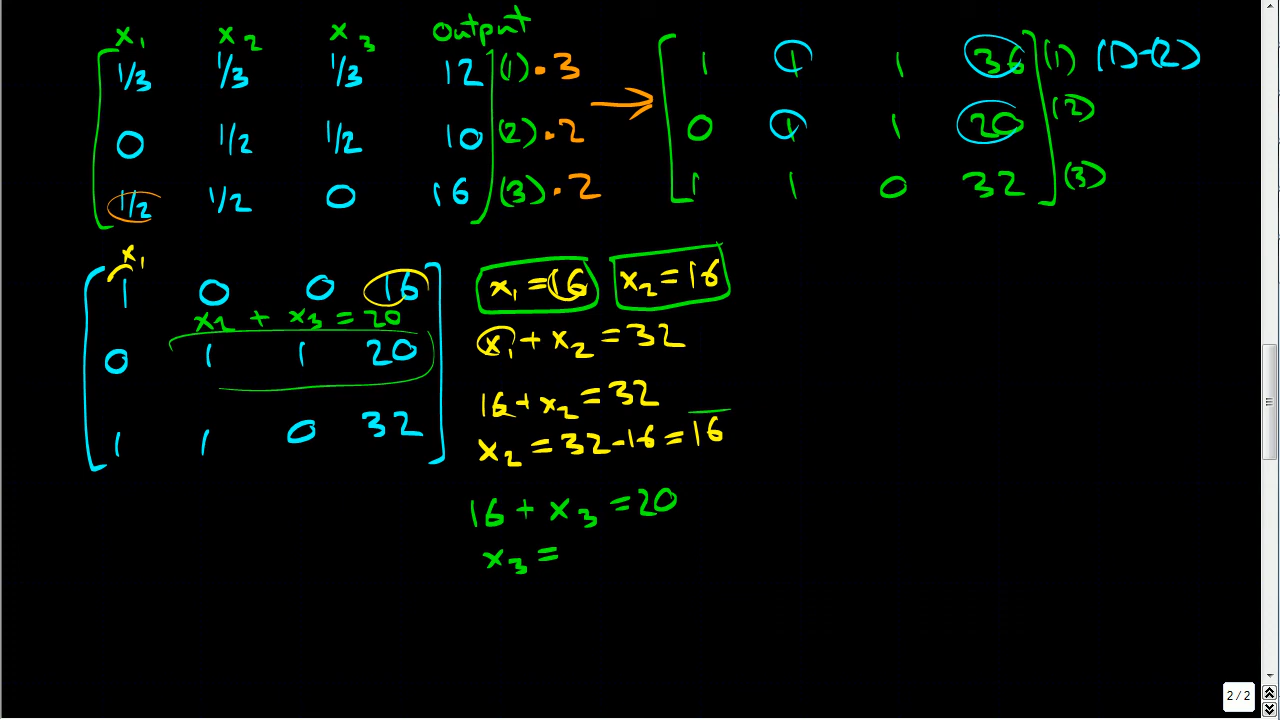 x₁ x₂ x₃ output
1/3 1/3 1/3 12 (1) · 3
0 1/2 1/2 10 (2) · 2
1/2 1/2 0 16 (3) · 2
→
1 1 1 36 (1) (1)-(2)
0 1 1 20 (2)
1 1 0 32 (3)
x₁
1 0 0 16
x₂ + x₃ = 20
0 1 1 20
1 1 0 32
x₁ = 16 x₂ = 16
x₁ + x₂ = 32
16 + x₂ = 32
x₂ = 32 - 16 = 16
16 + x₃ = 20
x₃ =
2 / 2